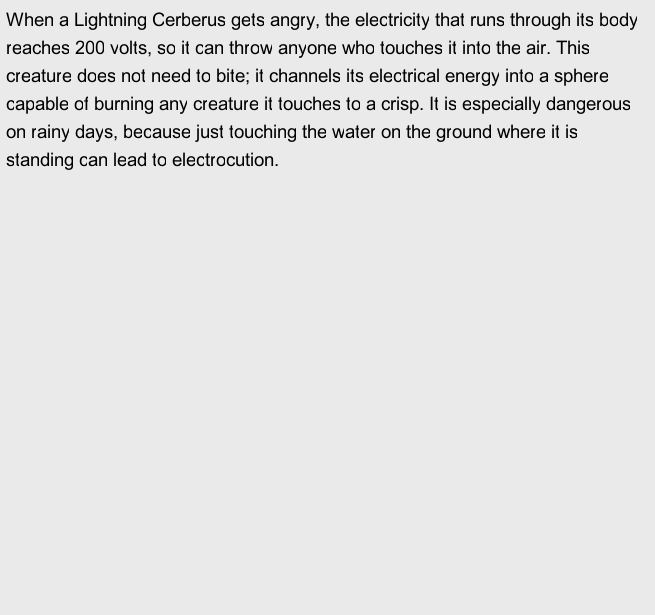 When a Lightning Cerberus gets angry, the electricity that runs through its body
reaches 200 volts, so it can throw anyone who touches it into the air. This
creature does not need to bite; it channels its electrical energy into a sphere
capable of burning any creature it touches to a crisp. It is especially dangerous
on rainy days, because just touching the water on the ground where it is
standing can lead to electrocution.